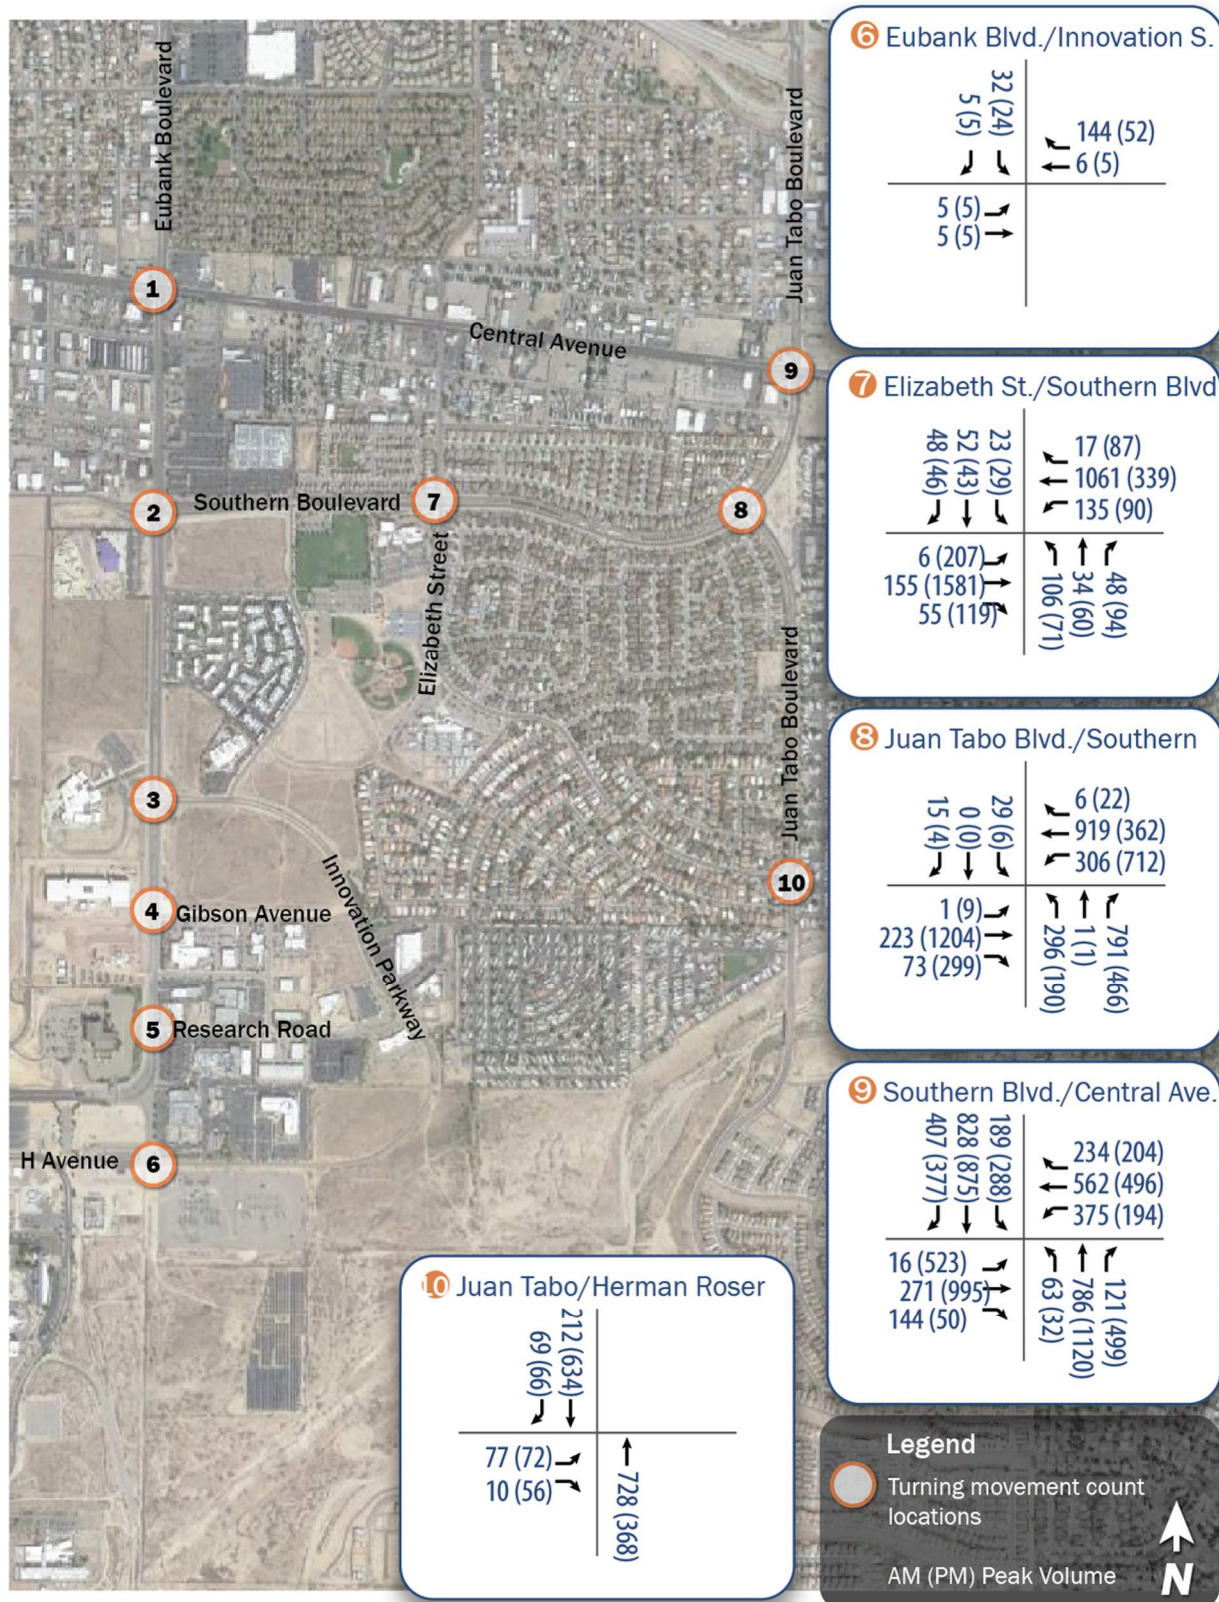 Eubank Boulevard
Juan Tabo Boulevard
1
Central Avenue
9
2
Southern Boulevard
7
8
Elizabeth Street
Juan Tabo Boulevard
3
10
4
Gibson Avenue
Innovation Parkway
5
Research Road
H Avenue
6
6 Eubank Blvd./Innovation S.
5 (5)
32 (24)
144 (52)
6 (5)
5 (5)
5 (5)
7 Elizabeth St./Southern Blvd
48 (46)
52 (43)
23 (29)
17 (87)
1061 (339)
135 (90)
6 (207)
155 (1581)
55 (119)
106 (71)
34 (60)
48 (94)
8 Juan Tabo Blvd./Southern
15 (4)
0 (0)
29 (6)
6 (22)
919 (362)
306 (712)
1 (9)
223 (1204)
73 (299)
296 (190)
1 (1)
791 (466)
9 Southern Blvd./Central Ave.
407 (377)
828 (875)
189 (288)
234 (204)
562 (496)
375 (194)
16 (523)
271 (995)
144 (50)
63 (32)
786 (1120)
121 (499)
10 Juan Tabo/Herman Roser
69 (66)
212 (634)
77 (72)
10 (56)
728 (368)
Legend
Turning movement count
locations
AM (PM) Peak Volume
N